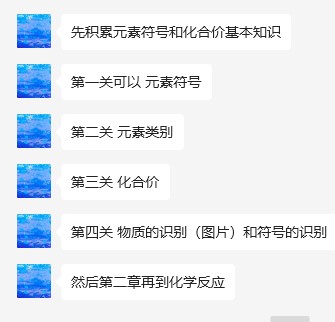 先积累元素符号和化合价基本知识
第一关可以 元素符号
第二关 元素类别
第三关 化合价
第四关 物质的识别（图片）和符号的识别
然后第二章再到化学反应